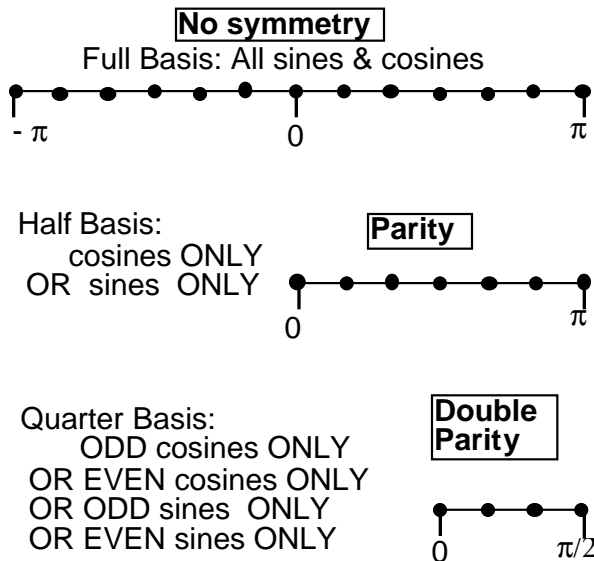 No symmetry
Full Basis: All sines & cosines
- π 0 π
Half Basis:
Parity
cosines ONLY
OR sines ONLY
0 π
Quarter Basis:
Double
Parity
ODD cosines ONLY
OR EVEN cosines ONLY
OR ODD sines ONLY
OR EVEN sines ONLY
0 π/2